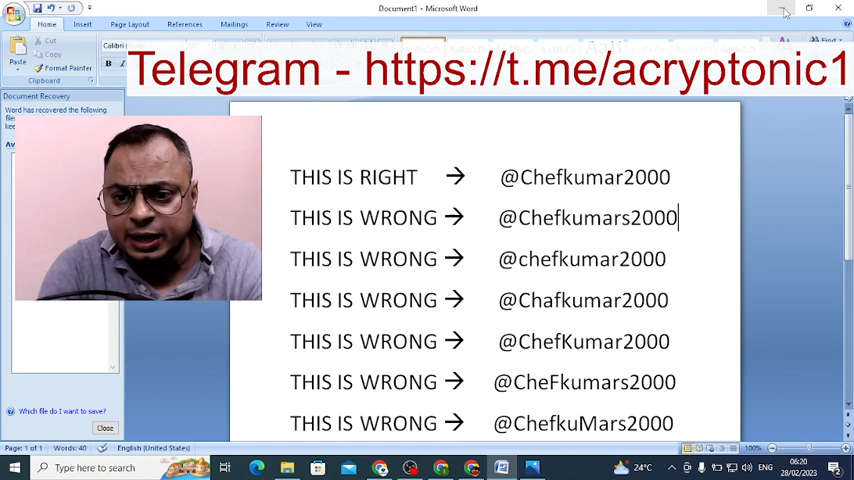 Document1 - Microsoft Word
Home Insert Page Layout References Mailings Review View
Cut
Copy
Paste
Format Painter
Clipboard
Calibri
B I
Find
Telegram - https://t.me/acryptonic1
Document Recovery
Word has recovered the following
THIS IS RIGHT → @Chefkumar2000
THIS IS WRONG → @Chefkumars2000
THIS IS WRONG → @chefkumar2000
THIS IS WRONG → @Chafkumar2000
THIS IS WRONG → @ChefKumar2000
THIS IS WRONG → @CheFkumars2000
THIS IS WRONG → @ChefkuMars2000
Which file do I want to save?
Close
Page: 1 of 1 Words: 40 English (United States) 100%
Type here to search
24°C
ENG
06:20
28/02/2023
2